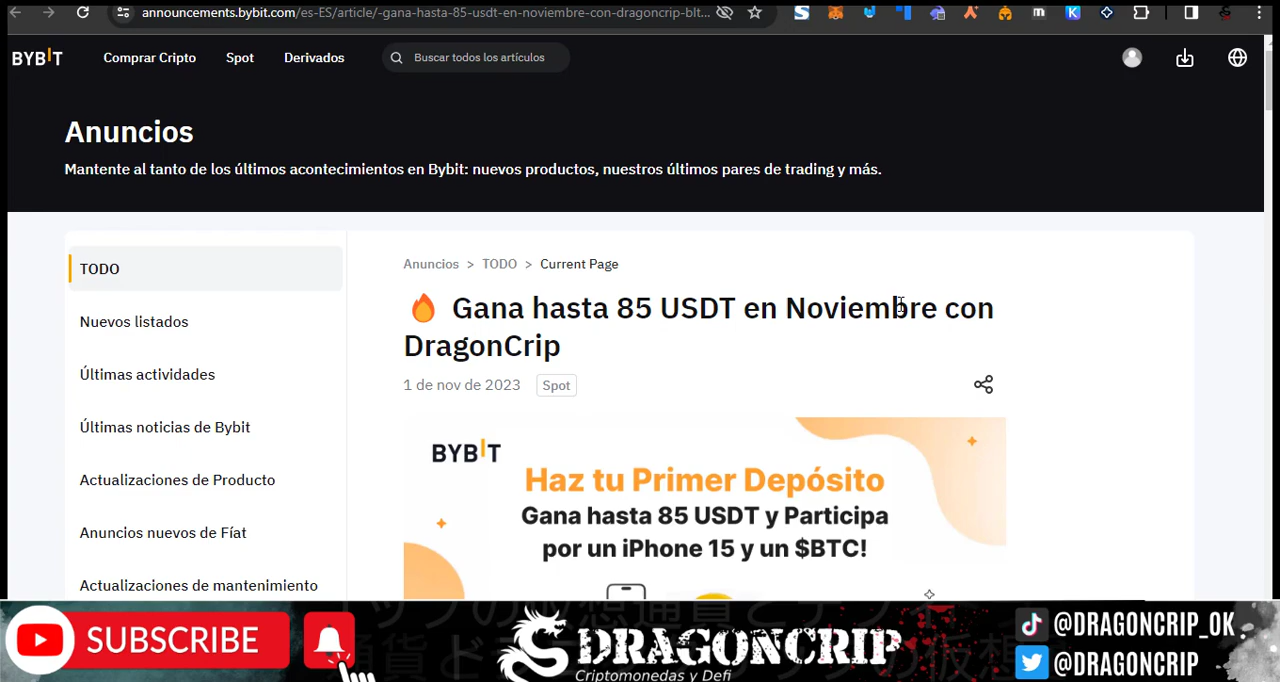 announcements.bybit.com/es-ES/article/-gana-hasta-85-usdt-en-noviembre-con-dragoncrip-blt...
BYBIT
Comprar Cripto
Spot
Derivados
Buscar todos los artículos
Anuncios
Mantente al tanto de los últimos acontecimientos en Bybit: nuevos productos, nuestros últimos pares de trading y más.
TODO
Nuevos listados
Últimas actividades
Últimas noticias de Bybit
Actualizaciones de Producto
Anuncios nuevos de Fíat
Actualizaciones de mantenimiento
Anuncios > TODO > Current Page
🔥 Gana hasta 85 USDT en Noviembre con
DragonCrip
1 de nov de 2023
Spot
BYBIT
Haz tu Primer Depósito
Gana hasta 85 USDT y Participa
por un iPhone 15 y un $BTC!
SUBSCRIBE
DRAGONCRIP
Criptomonedas y Defi
@DRAGONCRIP_OK
@DRAGONCRIP